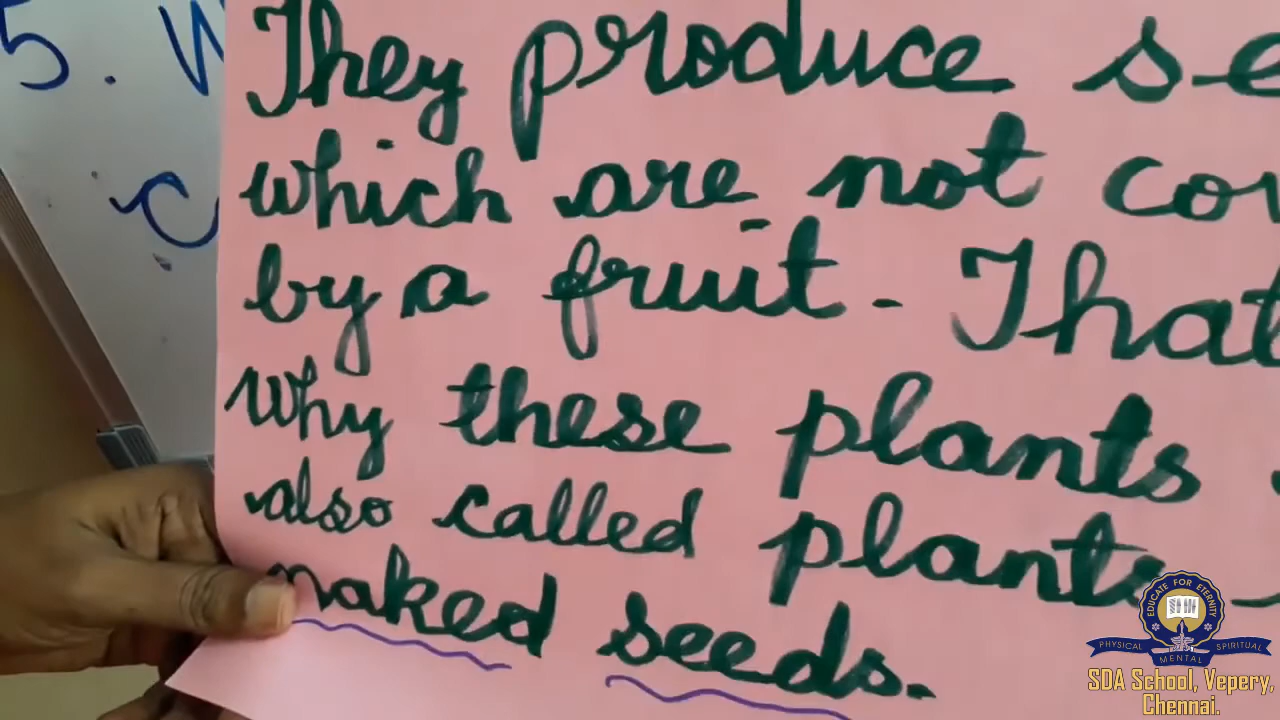 5. W
C
They produce se
which are not cov
by a fruit. That
why these plants
also called plants
naked seeds.
EDUCATE FOR ETERNITY
PHYSICAL MENTAL SPIRITUAL
SDA School, Vepery,
Chennai.